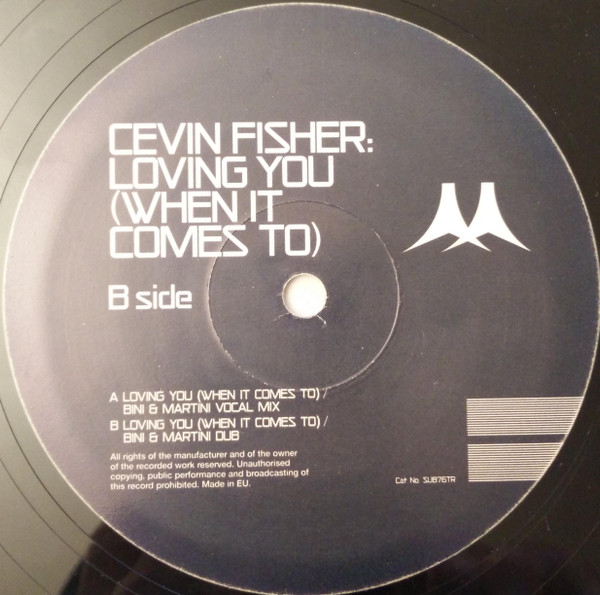 CEVIN FISHER:
LOVING YOU
(WHEN IT
COMES TO)
B side
A LOVING YOU (WHEN IT COMES TO) /
BINI & MARTINI VOCAL MIX
B LOVING YOU (WHEN IT COMES TO) /
BINI & MARTINI DUB
All rights of the manufacturer and of the owner
of the recorded work reserved. Unauthorised
copying, public performance and broadcasting of
this record prohibited. Made in EU.
Cat No. SUB76TR